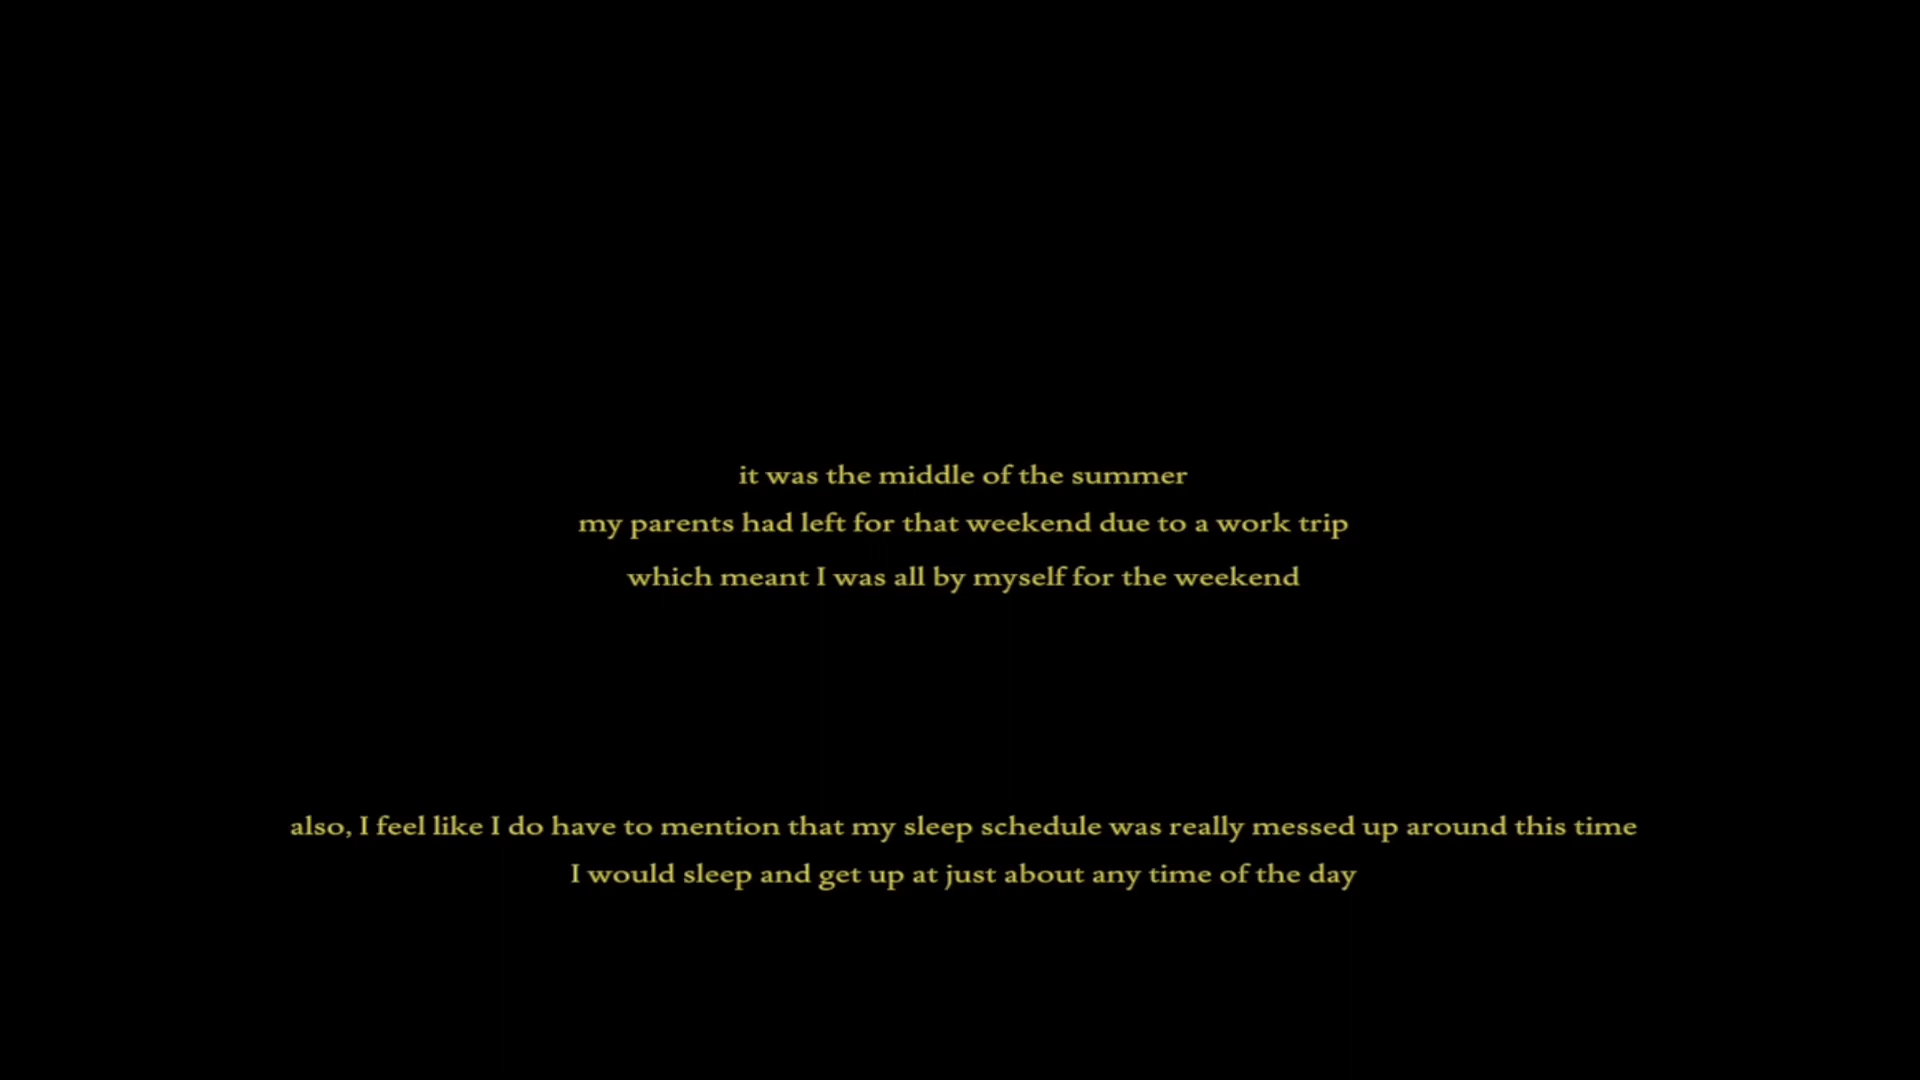 it was the middle of the summer
my parents had left for that weekend due to a work trip
which meant I was all by myself for the weekend
also, I feel like I do have to mention that my sleep schedule was really messed up around this time
I would sleep and get up at just about any time of the day